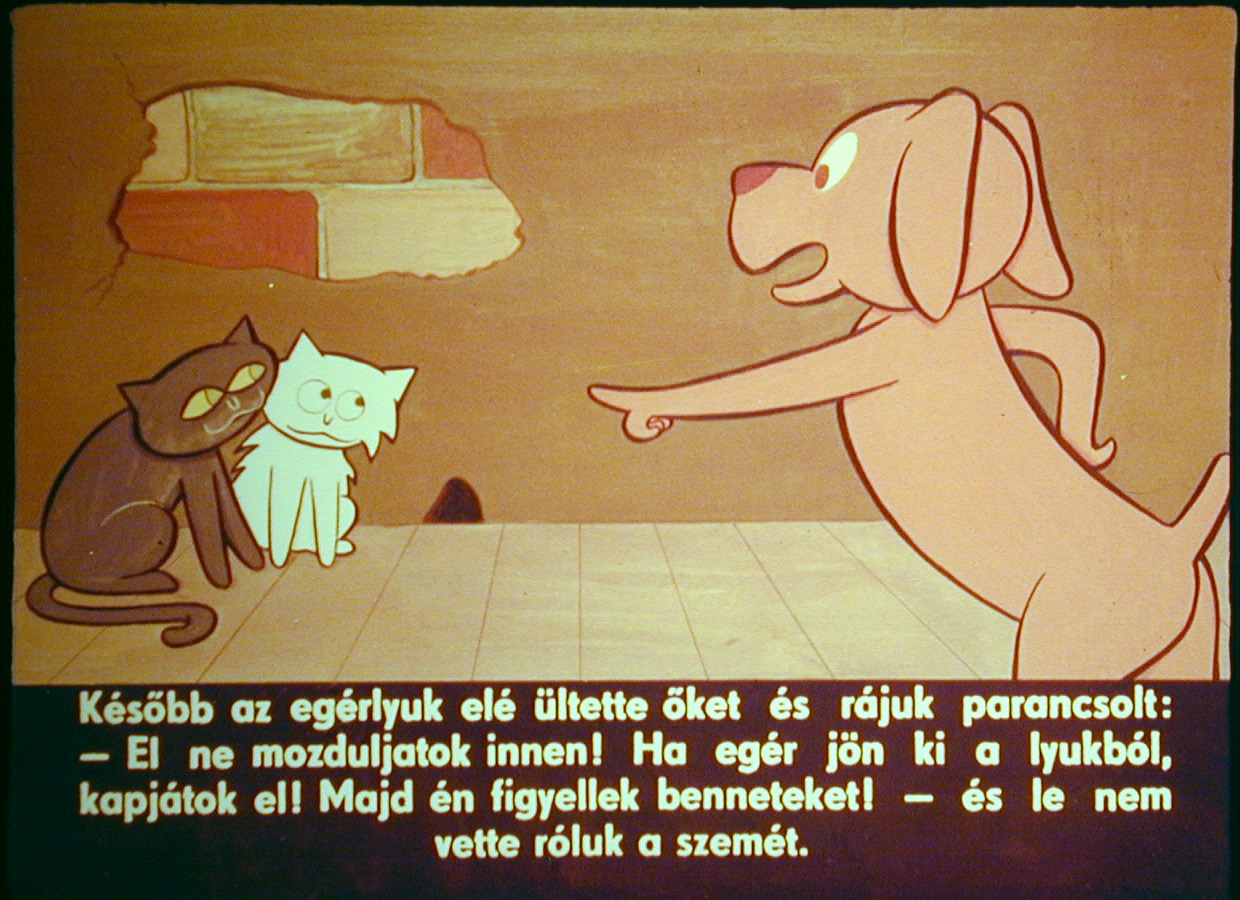 Később az egérlyuk elé ültette őket és rájuk parancsolt:
– El ne mozduljatok innen! Ha egér jön ki a lyukból,
kapjátok el! Majd én figyellek benneteket! – és le nem
vette róluk a szemét.